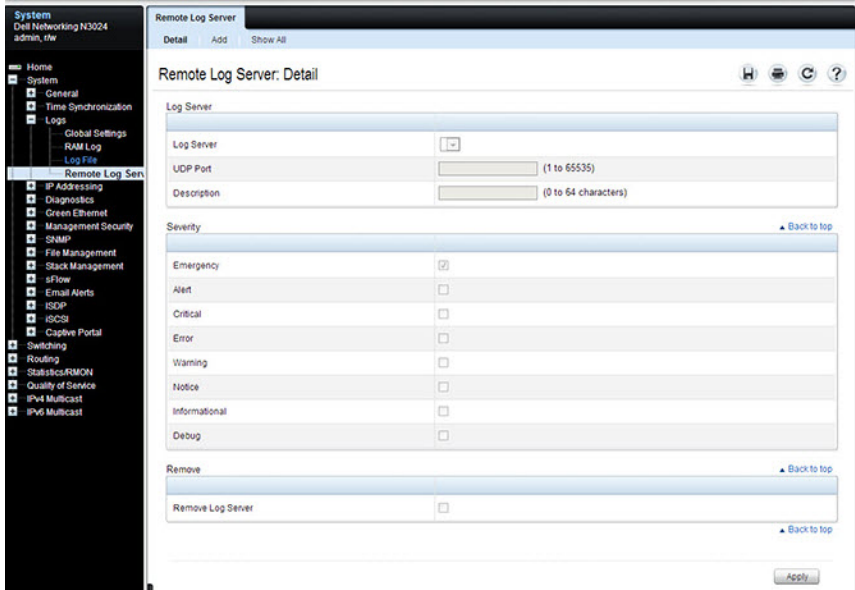 System
Dell Networking N3024
admin, r/w
Home
System
General
Time Synchronization
Logs
Global Settings
RAM Log
Log File
Remote Log Serv
IP Addressing
Diagnostics
Green Ethernet
Management Security
SNMP
File Management
Stack Management
sFlow
Email Alerts
ISDP
iSCSI
Captive Portal
Switching
Routing
Statistics/RMON
Quality of Service
IPv4 Multicast
IPv6 Multicast
Remote Log Server
Detail Add Show All
Remote Log Server: Detail
Log Server
Log Server
UDP Port (1 to 65535)
Description (0 to 64 characters)
Severity Back to top
Emergency
Alert
Critical
Error
Warning
Notice
Informational
Debug
Remove Back to top
Remove Log Server
Back to top
Apply